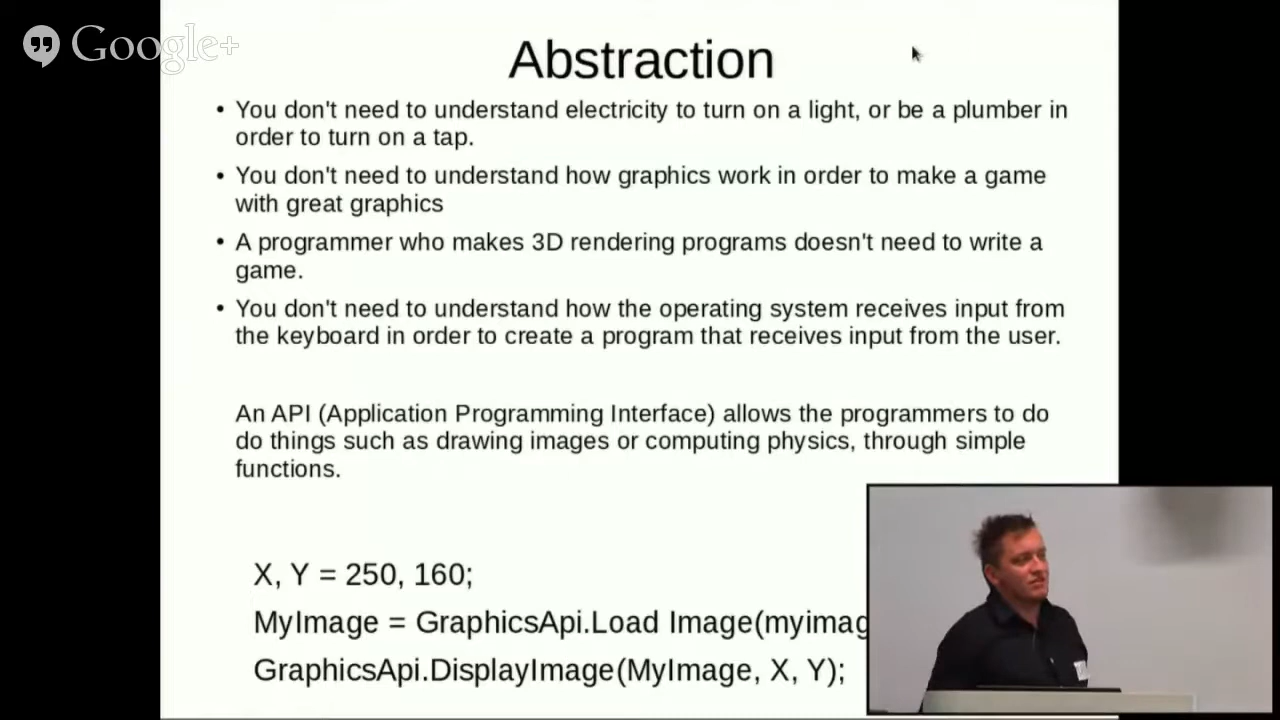 Google+
Abstraction
• You don't need to understand electricity to turn on a light, or be a plumber in
order to turn on a tap.
• You don't need to understand how graphics work in order to make a game
with great graphics
• A programmer who makes 3D rendering programs doesn't need to write a
game.
• You don't need to understand how the operating system receives input from
the keyboard in order to create a program that receives input from the user.
An API (Application Programming Interface) allows the programmers to do
do things such as drawing images or computing physics, through simple
functions.
X, Y = 250, 160;
MyImage = GraphicsApi.Load Image(myimag
GraphicsApi.DisplayImage(MyImage, X, Y);